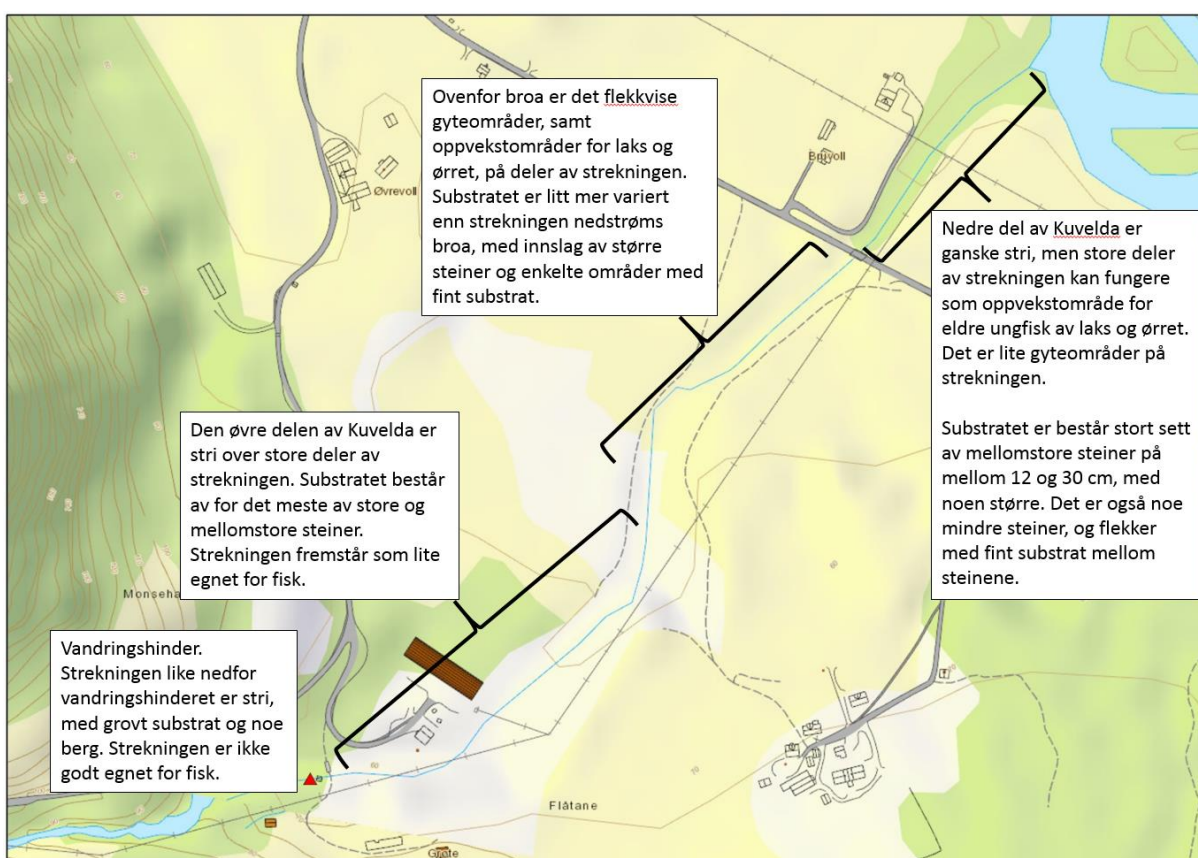 Ovenfor broa er det flekkvise
gyteområder, samt
oppvekstområder for laks og
ørret, på deler av strekningen.
Substratet er litt mer variert
enn strekningen nedstrøms
broa, med innslag av større
steiner og enkelte områder med
fint substrat.
Øvrevoll
Bruvoll
Nedre del av Kuvelda er
ganske stri, men store deler
av strekningen kan fungere
som oppvekstområde for
eldre ungfisk av laks og ørret.
Det er lite gyteområder på
strekningen.
Substratet er består stort sett
av mellomstore steiner på
mellom 12 og 30 cm, med
noen større. Det er også noe
mindre steiner, og flekker
med fint substrat mellom
steinene.
Den øvre delen av Kuvelda er
stri over store deler av
strekningen. Substratet består
av for det meste av store og
mellomstore steiner.
Strekningen fremstår som lite
egnet for fisk.
Monseha
Vandringshinder.
Strekningen like nedfor
vandringshinderet er stri,
med grovt substrat og noe
berg. Strekningen er ikke
godt egnet for fisk.
Flåtane
Grøte